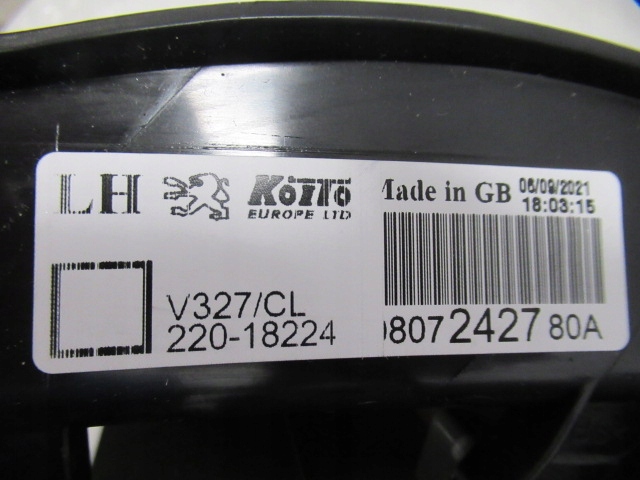 LH KOITO Made in GB 06/09/2021
EUROPE LTD 18:03:15
V327/CL
220-18224 9807242780A